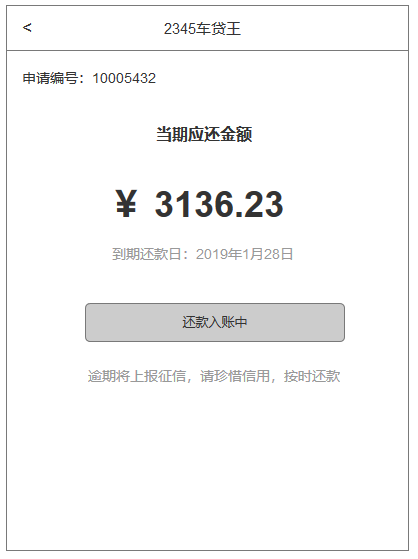 <
2345车贷王
申请编号：10005432
当期应还金额
¥ 3136.23
到期还款日：2019年1月28日
还款入账中
逾期将上报征信，请珍惜信用，按时还款